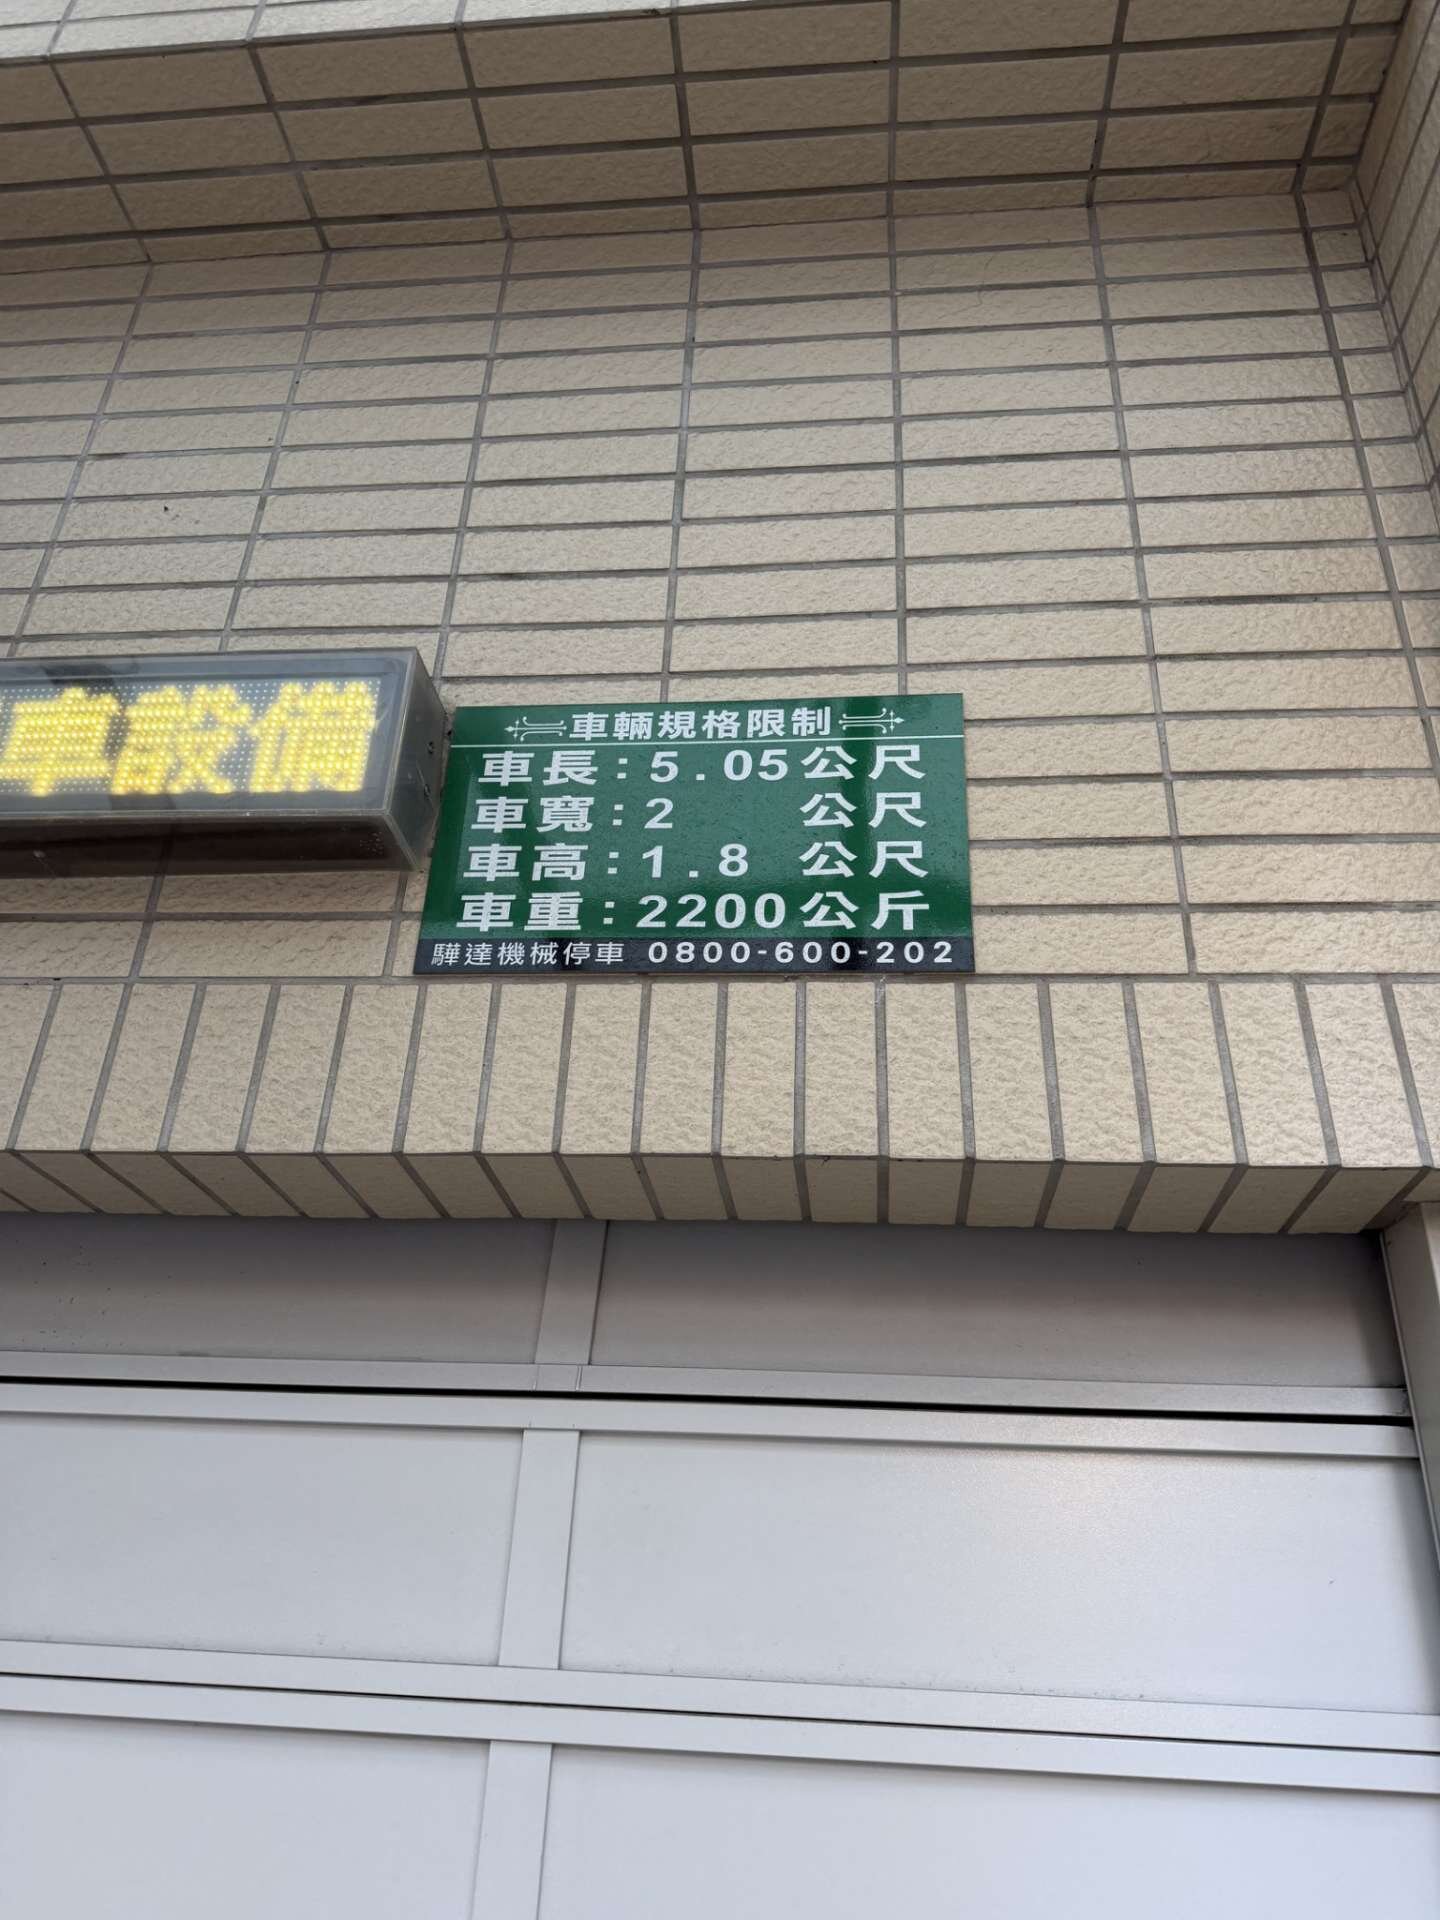 車設備
車輛規格限制
車長：5.05公尺
車寬：2 公尺
車高：1.8 公尺
車重：2200公斤
驊達機械停車 0800-600-202